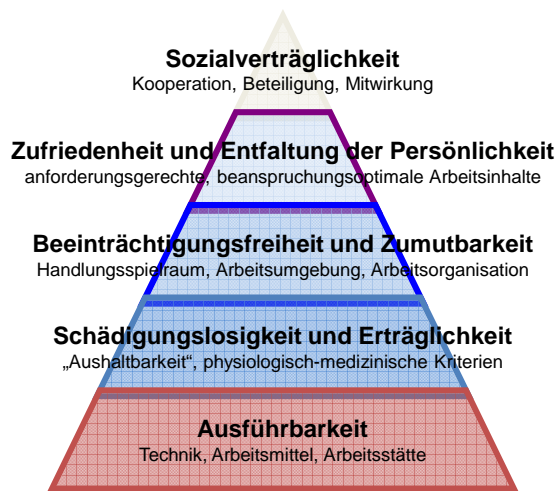 Sozialverträglichkeit
Kooperation, Beteiligung, Mitwirkung
Zufriedenheit und Entfaltung der Persönlichkeit
anforderungsgerechte, beanspruchungsoptimale Arbeitsinhalte
Beeinträchtigungsfreiheit und Zumutbarkeit
Handlungsspielraum, Arbeitsumgebung, Arbeitsorganisation
Schädigungslosigkeit und Erträglichkeit
„Aushaltbarkeit“, physiologisch-medizinische Kriterien
Ausführbarkeit
Technik, Arbeitsmittel, Arbeitsstätte